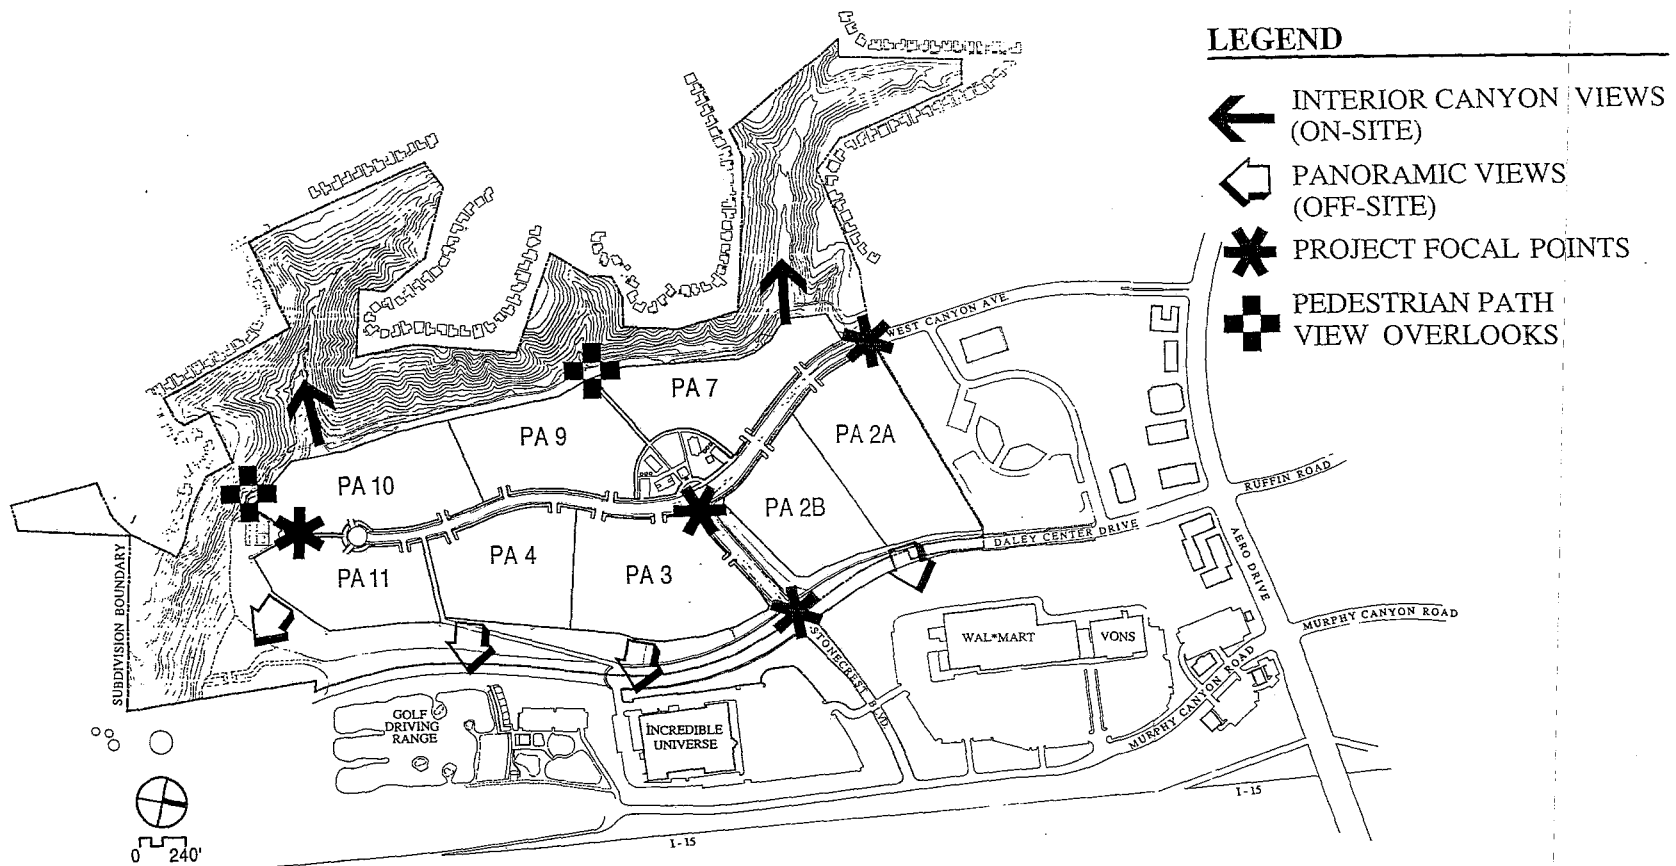 LEGEND
INTERIOR CANYON VIEWS
(ON-SITE)
PANORAMIC VIEWS
(OFF-SITE)
PROJECT FOCAL POINTS
PEDESTRIAN PATH
VIEW OVERLOOKS
WEST CANYON AVE
PA 7
PA 9
PA 2A
PA 10
PA 2B
PA 4
PA 3
PA 11
RUFFIN ROAD
DALEY CENTER DRIVE
AERO DRIVE
MURPHY CANYON ROAD
SUBDIVISION BOUNDARY
STONECREST BLVD.
WAL*MART
VONS
MURPHY CANYON ROAD
GOLF
DRIVING
RANGE
INCREDIBLE
UNIVERSE
I-15
I-15
0 240'